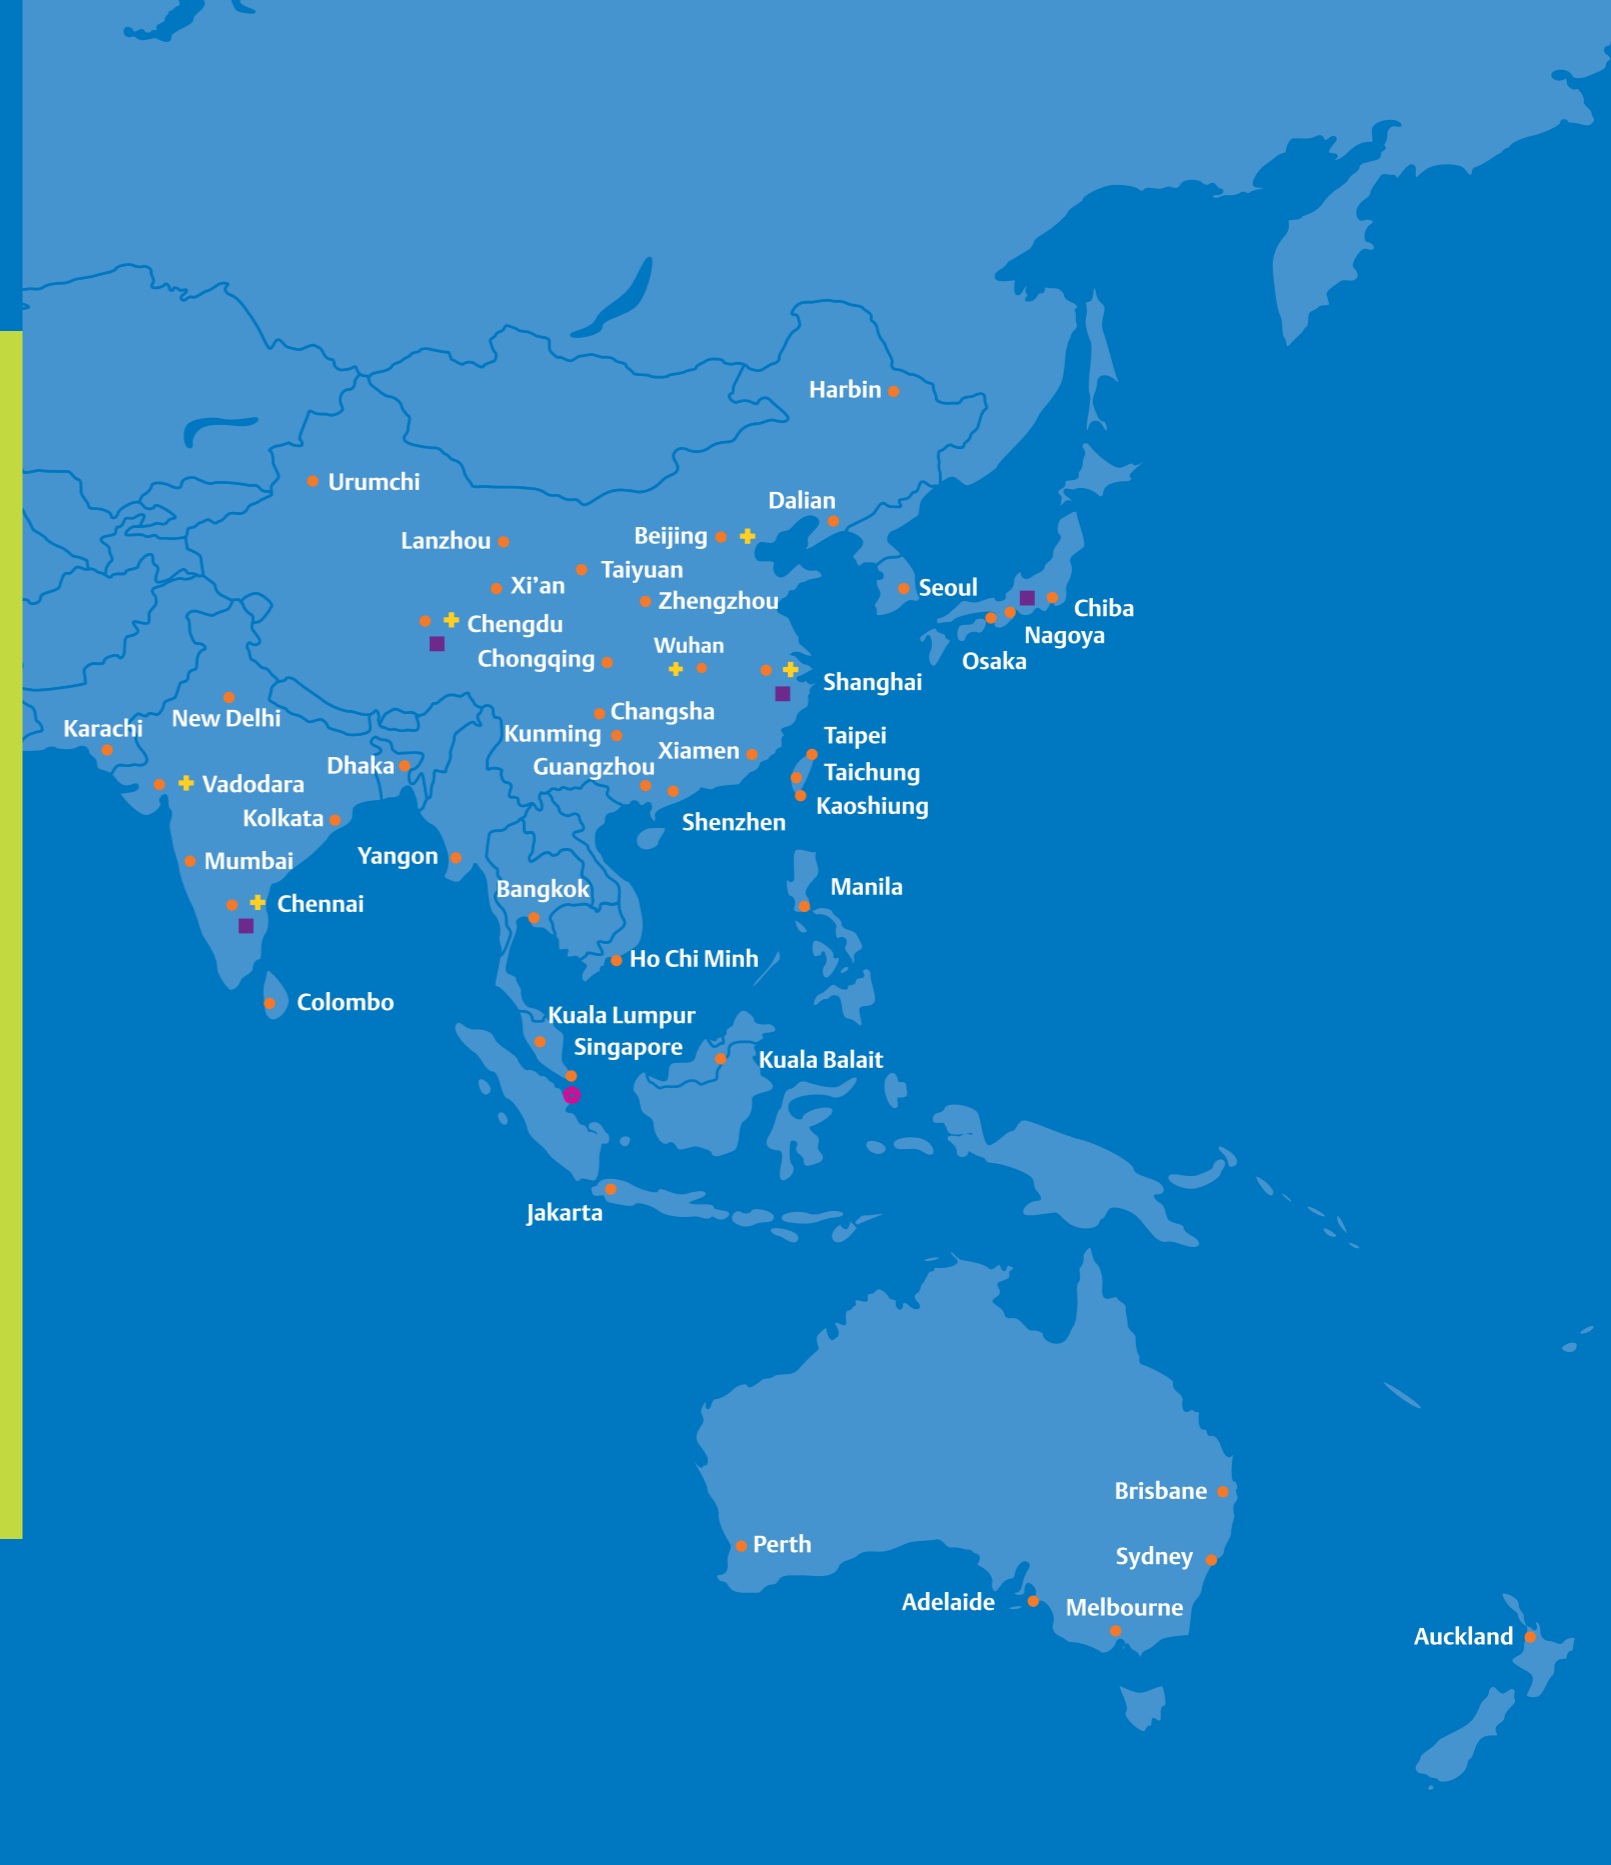 Harbin
Urumchi
Dalian
Beijing
Lanzhou
Taiyuan
Xi’an
Seoul
Zhengzhou
Chiba
Chengdu
Nagoya
Wuhan
Chongqing
Osaka
Shanghai
Changsha
New Delhi
Karachi
Kunming
Taipei
Xiamen
Dhaka
Guangzhou
Taichung
Vadodara
Kaoshiung
Kolkata
Shenzhen
Yangon
Mumbai
Manila
Bangkok
Chennai
Ho Chi Minh
Colombo
Kuala Lumpur
Singapore
Kuala Balait
Jakarta
Brisbane
Perth
Sydney
Adelaide
Melbourne
Auckland